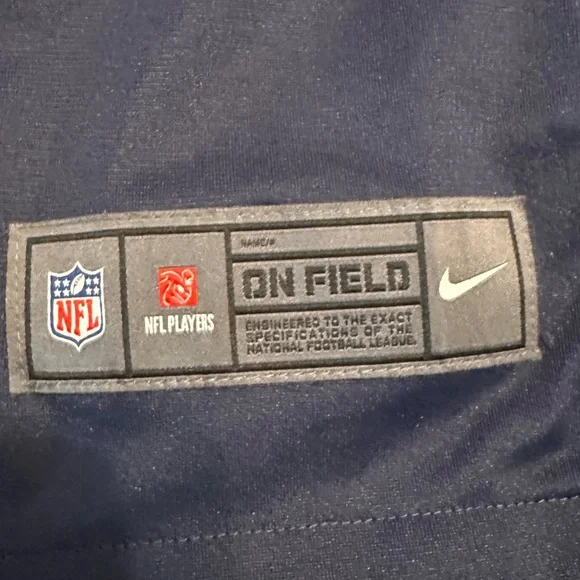 NFL
NFL PLAYERS
NAME/#
ON FIELD
ENGINEERED TO THE EXACT
SPECIFICATIONS OF THE
NATIONAL FOOTBALL LEAGUE.